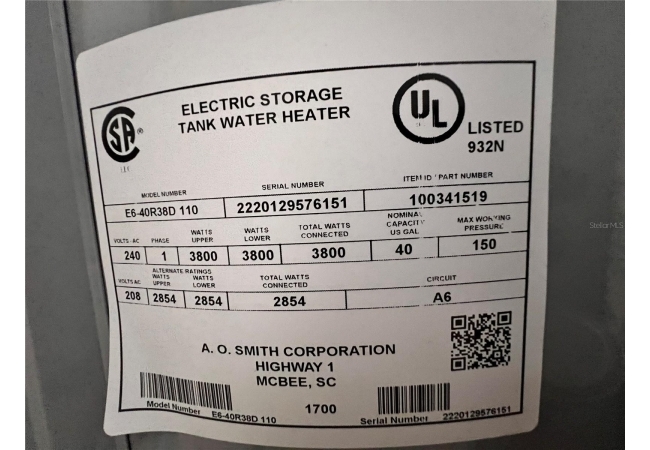 ELECTRIC STORAGE
TANK WATER HEATER
SA ®
UL
LISTED
932N
MODEL NUMBER SERIAL NUMBER ITEM ID / PART NUMBER
E6-40R38D 110 2220129576151 100341519
VOLTS - AC PHASE WATTS UPPER WATTS LOWER TOTAL WATTS CONNECTED NOMINAL CAPACITY US GAL MAX WORKING PRESSURE
240 1 3800 3800 3800 40 150
ALTERNATE RATINGS
VOLTS AC WATTS UPPER WATTS LOWER TOTAL WATTS CONNECTED CIRCUIT
208 2854 2854 2854 A6
A. O. SMITH CORPORATION
HIGHWAY 1
MCBEE, SC
1700
Model Number E6-40R38D 110
Serial Number 2220129576151
StellarMLS